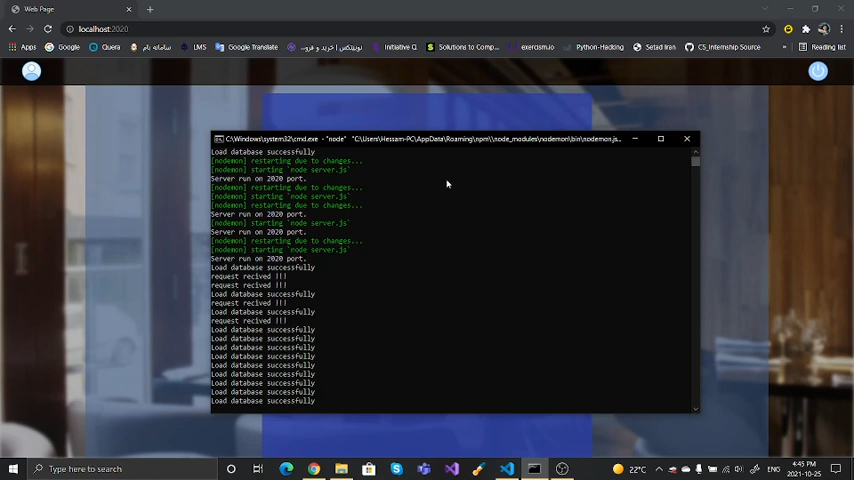 Web Page
localhost:2020
Apps
Google
Quera
سامانه بام
LMS
Google Translate
نوبیتکس | خرید و فرو...
Initiative Q
Solutions to Comp...
exercism.io
Python-Hacking
Setad Iran
CS_Internship Source
»
Reading list
C:\Windows\system32\cmd.exe - "node" "C:\Users\Hessam-PC\AppData\Roaming\npm\\node_modules\nodemon\bin\nodemon.js...
Load database successfully
[nodemon] restarting due to changes...
[nodemon] starting `node server.js`
Server run on 2020 port.
[nodemon] restarting due to changes...
[nodemon] starting `node server.js`
[nodemon] restarting due to changes...
Server run on 2020 port.
[nodemon] starting `node server.js`
Server run on 2020 port.
[nodemon] restarting due to changes...
[nodemon] starting `node server.js`
Server run on 2020 port.
Load database successfully
request recived !!!
request recived !!!
Load database successfully
request recived !!!
Load database successfully
request recived !!!
Load database successfully
Load database successfully
Load database successfully
Load database successfully
Load database successfully
Load database successfully
Load database successfully
Load database successfully
Load database successfully
Type here to search
22°C
ENG
4:45 PM
2021-10-25